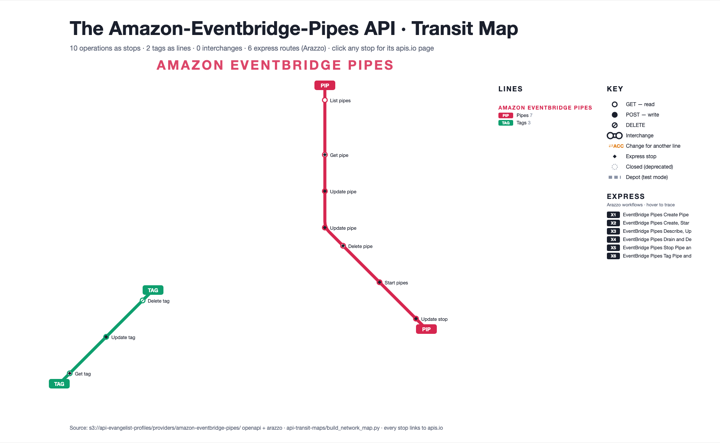 The Amazon-Eventbridge-Pipes API · Transit Map
10 operations as stops · 2 tags as lines · 0 interchanges · 6 express routes (Arazzo) · click any stop for its apis.io page
AMAZON EVENTBRIDGE PIPES
PIP
List pipes
Get pipe
Update pipe
Update pipe
Delete pipe
Start pipes
Update stop
PIP
TAG
Delete tag
Update tag
Get tag
TAG
LINES
AMAZON EVENTBRIDGE PIPES
PIP Pipes 7
TAG Tags 3
KEY
GET — read
POST — write
DELETE
Interchange
Change for another line
Express stop
Closed (deprecated)
Depot (test mode)
EXPRESS
Arazzo workflows · hover to trace
X1 EventBridge Pipes Create Pipe
X2 EventBridge Pipes Create, Star
X3 EventBridge Pipes Describe, Up
X4 EventBridge Pipes Drain and De
X5 EventBridge Pipes Stop Pipe an
X6 EventBridge Pipes Tag Pipe and
Source: s3://api-evangelist-profiles/providers/amazon-eventbridge-pipes/ openapi + arazzo · api-transit-maps/build_network_map.py · every stop links to apis.io